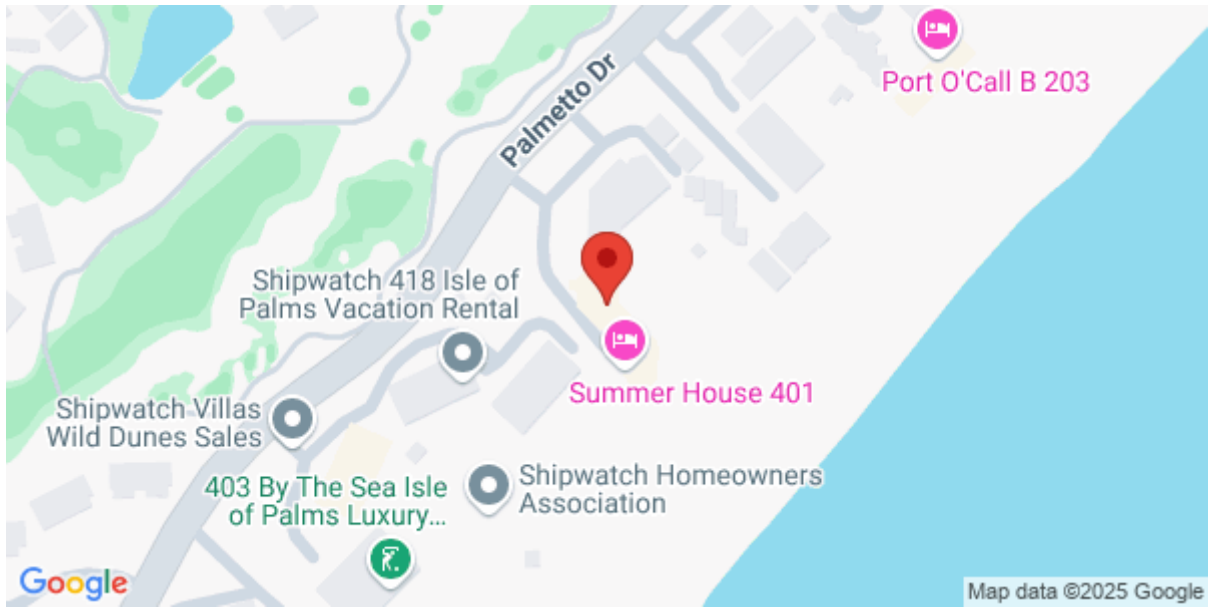 Palmetto Dr
Port O'Call B 203
Shipwatch 418 Isle of
Palms Vacation Rental
Summer House 401
Shipwatch Villas
Wild Dunes Sales
403 By The Sea Isle
of Palms Luxury...
Shipwatch Homeowners
Association
Google
Map data ©2025 Google